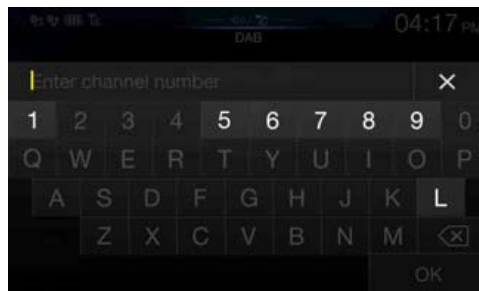 04:17 PM
DAB
Enter channel number
1 2 3 4 5 6 7 8 9 0
Q W E R T Y U I O P
A S D F G H J K L
Z X C V B N M
OK